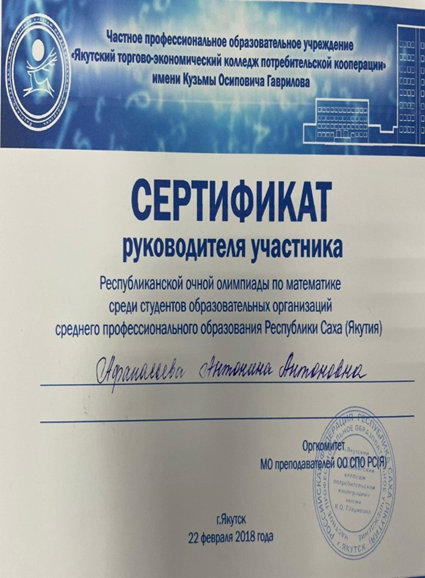 Частное профессиональное образовательное учреждение
«Якутский торгово-экономический колледж потребительской кооперации»
имени Кузьмы Осиповича Гаврилова
СЕРТИФИКАТ
руководителя участника
Республиканской очной олимпиады по математике
среди студентов образовательных организаций
среднего профессионального образования Республики Саха (Якутия)
Афанасьева Антонина Антоновна
Оргкомитет
МО преподавателей ОО СПО РС(Я)
г.Якутск
22 февраля 2018 года